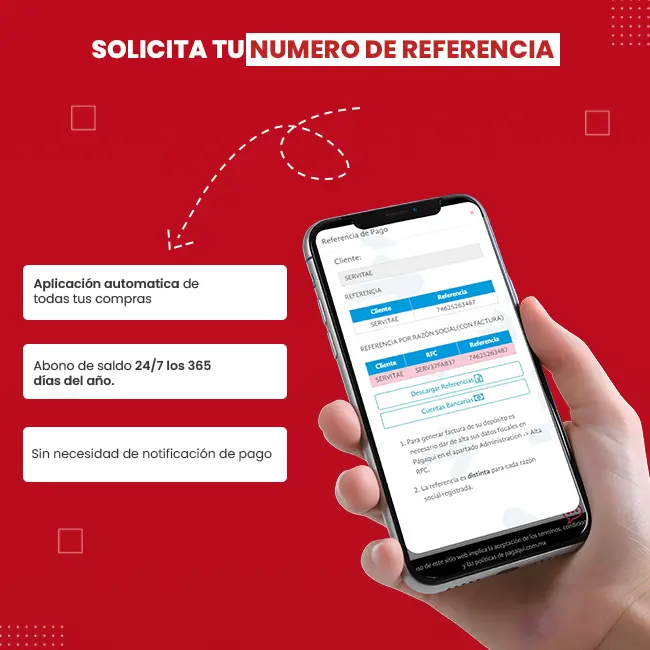 SOLICITA TU NUMERO DE REFERENCIA
Aplicación automatica de
todas tus compras
Abono de saldo 24/7 los 365
días del año.
Sin necesidad de notificación de pago
Referencia de Pago
Cliente:
SERVITAE
REFERENCIA
Cliente Referencia
SERVITAE 74625263487
REFERENCIA POR RAZÓN SOCIAL(CON FACTURA)
Cliente RFC Referencia
SERVITAE SERV37FA837 74625263487
Descargar Referencias
Cuentas Bancarias
1. Para generar factura de su depósito es
necesario dar de alta sus datos fiscales en
Pagaqui en el apartado Administración -> Alta
RFC.
2. La referencia es distinta para cada razón
social registrada.
uso de este sitio web implica la aceptación de los terminos, condicion
y las políticas de pagaqui.com.mx